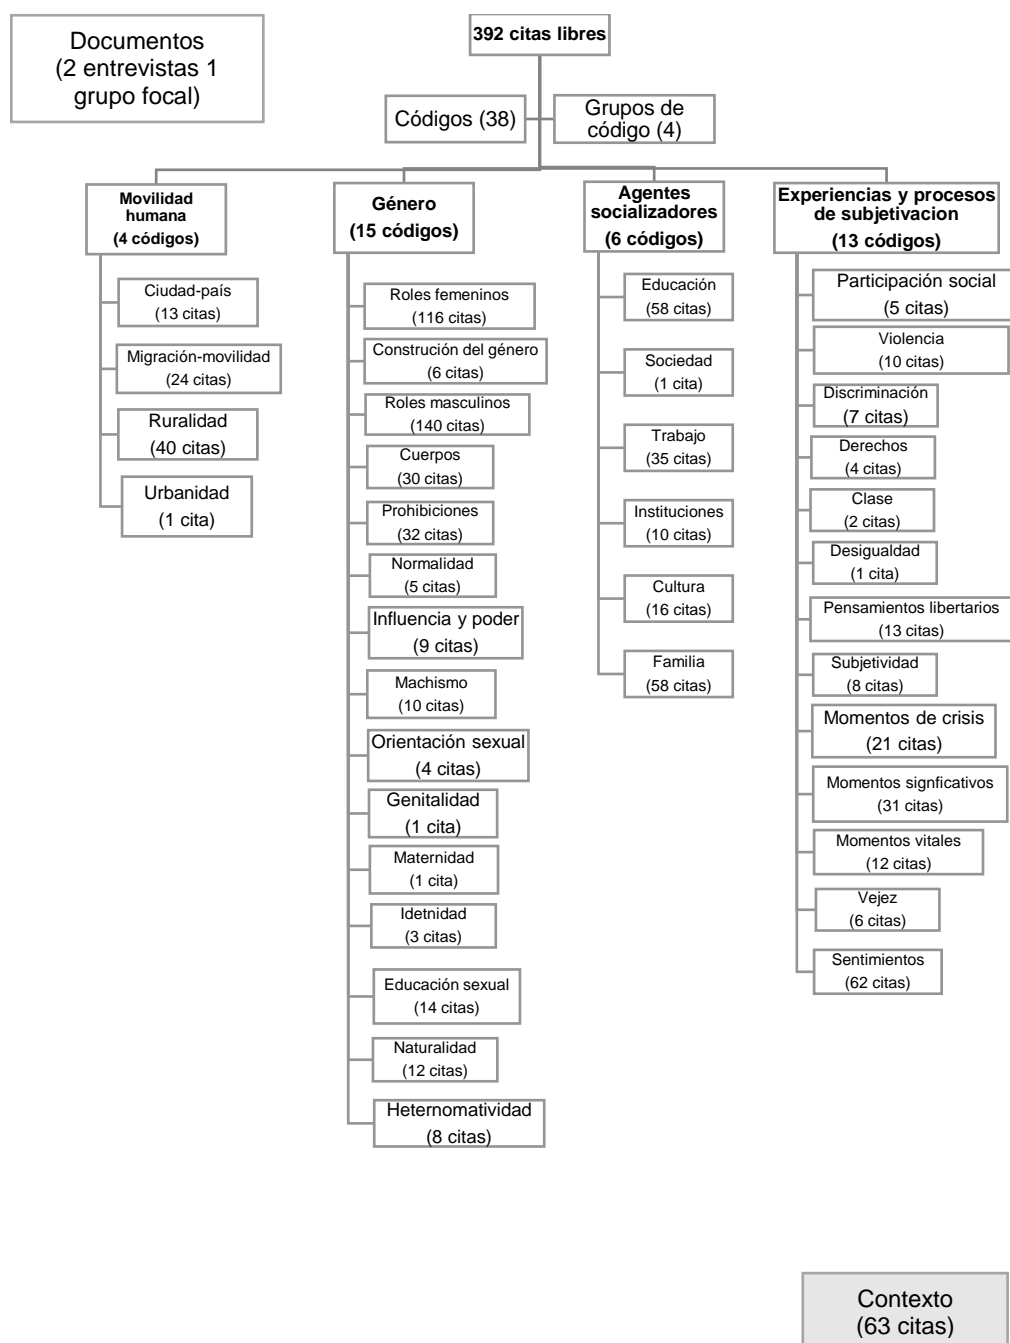 Documentos
(2 entrevistas 1
grupo focal)
392 citas libres
Códigos (38)
Grupos de
código (4)
Movilidad
humana
(4 códigos)
Ciudad-país
(13 citas)
Migración-movilidad
(24 citas)
Ruralidad
(40 citas)
Urbanidad
(1 cita)
Género
(15 códigos)
Roles femeninos
(116 citas)
Construción del género
(6 citas)
Roles masculinos
(140 citas)
Cuerpos
(30 citas)
Prohibiciones
(32 citas)
Normalidad
(5 citas)
Influencia y poder
(9 citas)
Machismo
(10 citas)
Orientación sexual
(4 citas)
Genitalidad
(1 cita)
Maternidad
(1 cita)
Idetnidad
(3 citas)
Educación sexual
(14 citas)
Naturalidad
(12 citas)
Heternomatividad
(8 citas)
Agentes
socializadores
(6 códigos)
Educación
(58 citas)
Sociedad
(1 cita)
Trabajo
(35 citas)
Instituciones
(10 citas)
Cultura
(16 citas)
Familia
(58 citas)
Experiencias y procesos
de subjetivacion
(13 códigos)
Participación social
(5 citas)
Violencia
(10 citas)
Discriminación
(7 citas)
Derechos
(4 citas)
Clase
(2 citas)
Desigualdad
(1 cita)
Pensamientos libertarios
(13 citas)
Subjetividad
(8 citas)
Momentos de crisis
(21 citas)
Momentos signficativos
(31 citas)
Momentos vitales
(12 citas)
Vejez
(6 citas)
Sentimientos
(62 citas)
Contexto
(63 citas)